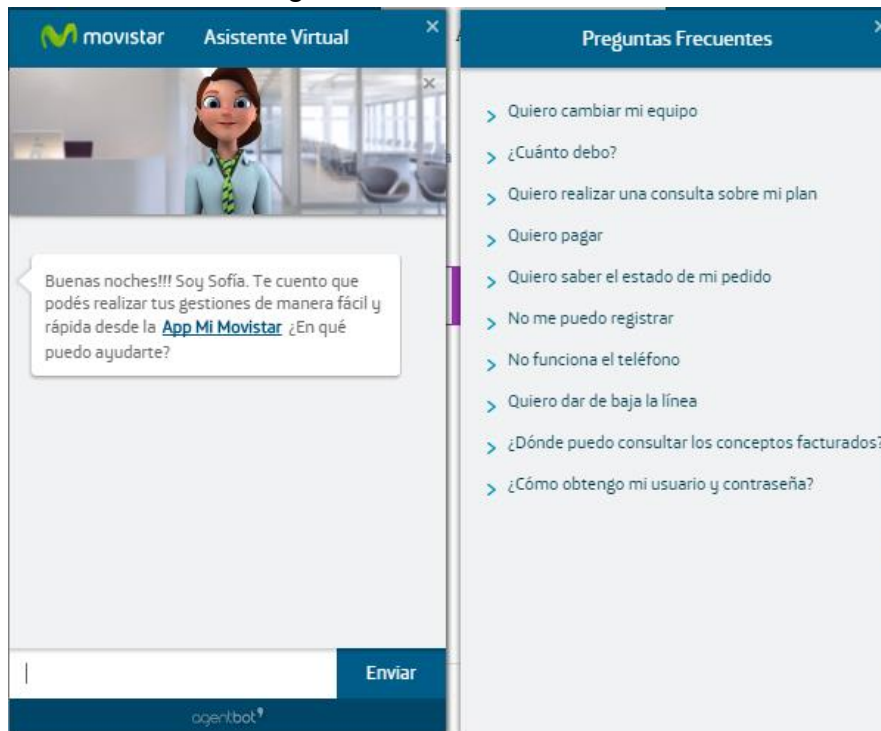 movistar Asistente Virtual
Buenas noches!!! Soy Sofía. Te cuento que
podés realizar tus gestiones de manera fácil y
rápida desde la App Mi Movistar ¿En qué
puedo ayudarte?
Enviar
agentbot
Preguntas Frecuentes
Quiero cambiar mi equipo
¿Cuánto debo?
Quiero realizar una consulta sobre mi plan
Quiero pagar
Quiero saber el estado de mi pedido
No me puedo registrar
No funciona el teléfono
Quiero dar de baja la línea
¿Dónde puedo consultar los conceptos facturados?
¿Cómo obtengo mi usuario y contraseña?